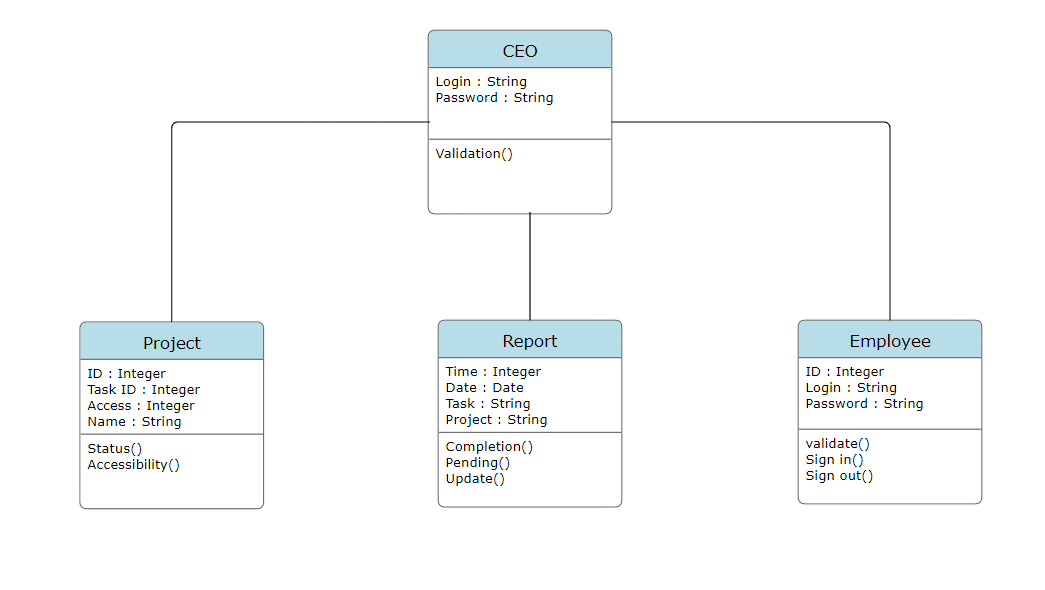 CEO
Login : String
Password : String
Validation()
Project
ID : Integer
Task ID : Integer
Access : Integer
Name : String
Status()
Accessibility()
Report
Time : Integer
Date : Date
Task : String
Project : String
Completion()
Pending()
Update()
Employee
ID : Integer
Login : String
Password : String
validate()
Sign in()
Sign out()